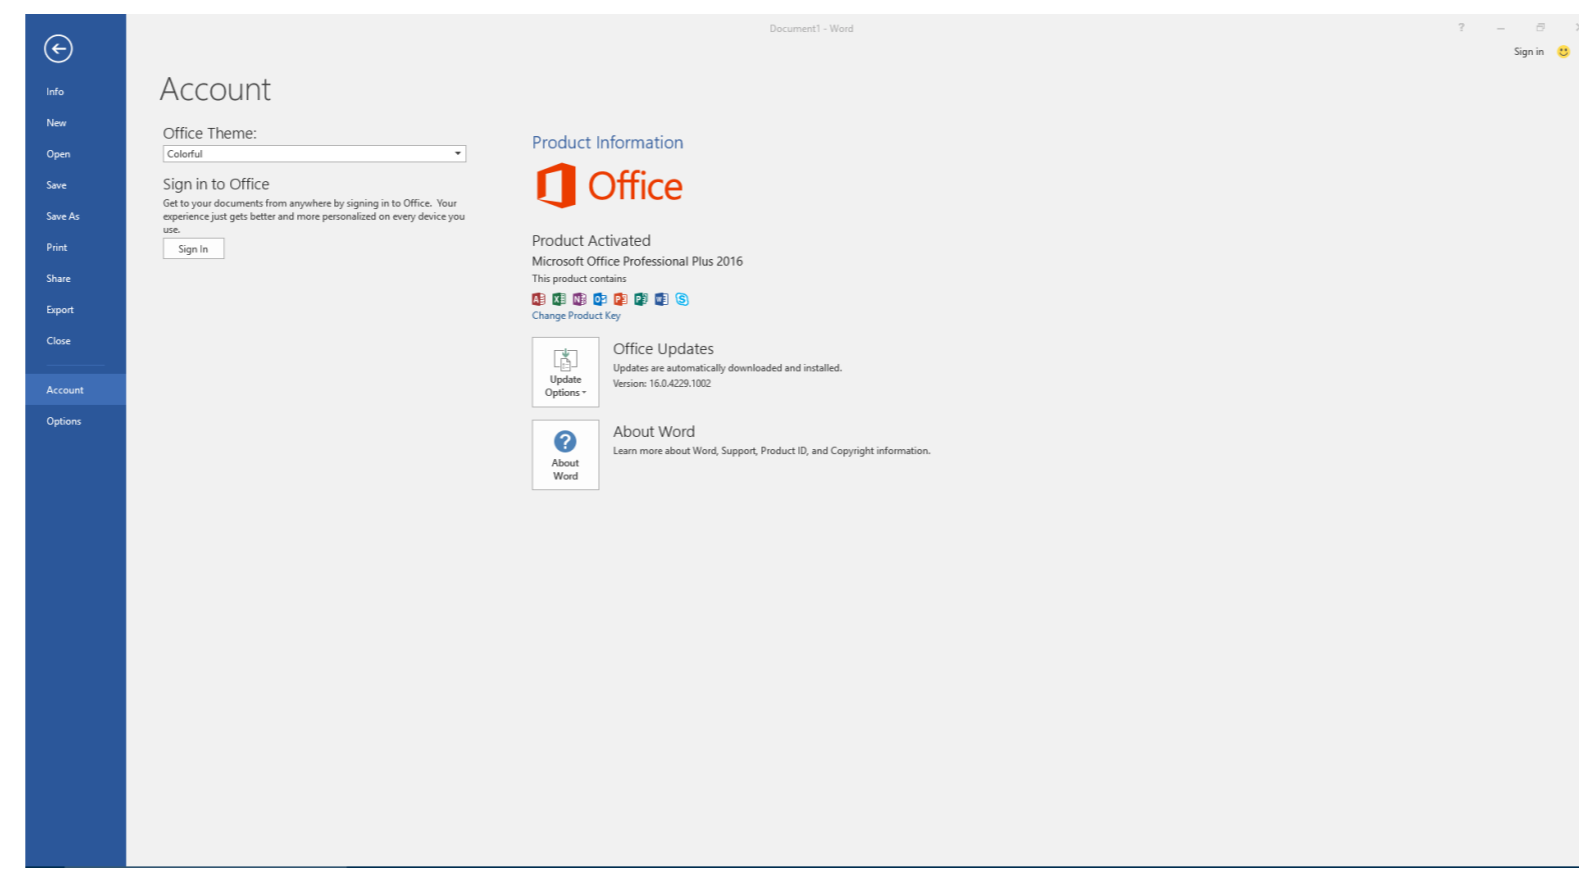 Document1 - Word
?
Sign in
Info
New
Open
Save
Save As
Print
Share
Export
Close
Account
Options
Account
Office Theme:
Colorful
Sign in to Office
Get to your documents from anywhere by signing in to Office. Your
experience just gets better and more personalized on every device you
use.
Sign In
Product Information
Office
Product Activated
Microsoft Office Professional Plus 2016
This product contains
Change Product Key
Update
Options
Office Updates
Updates are automatically downloaded and installed.
Version: 16.0.4229.1002
?
About
Word
About Word
Learn more about Word, Support, Product ID, and Copyright information.